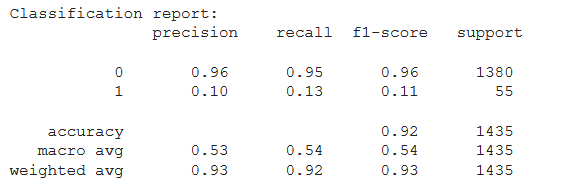 Classification report:
precision recall f1-score support
0 0.96 0.95 0.96 1380
1 0.10 0.13 0.11 55
accuracy 0.92 1435
macro avg 0.53 0.54 0.54 1435
weighted avg 0.93 0.92 0.93 1435